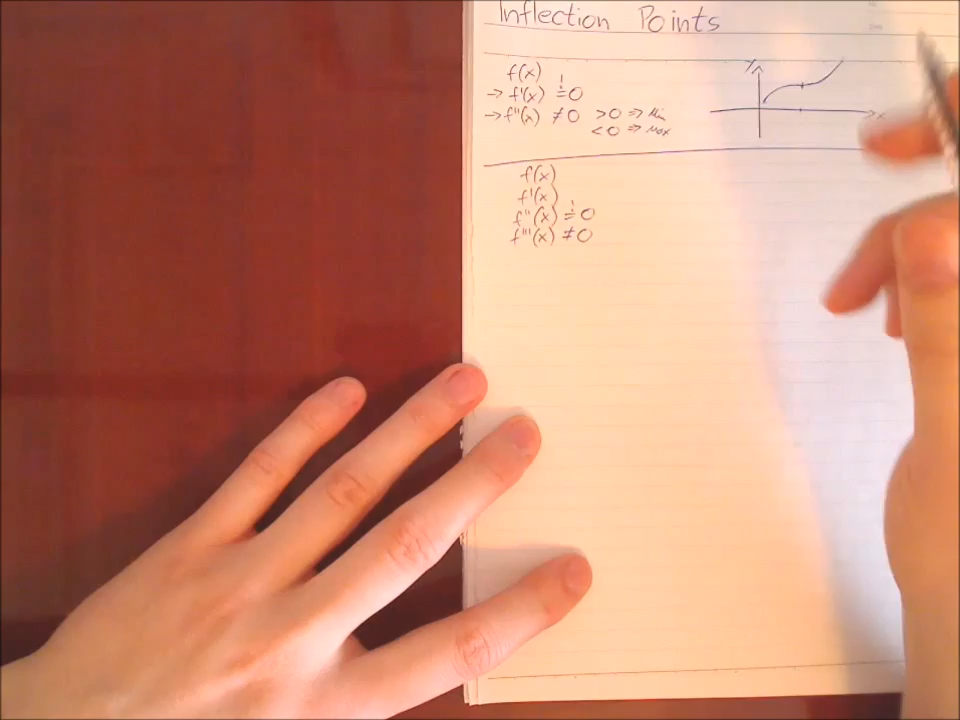 Inflection Points
f(x)
→ f'(x) != 0
→ f''(x) ≠ 0 >0 ⇒ Min
<0 ⇒ Max
y
x
f(x)
f'(x)
f''(x) != 0
f'''(x) ≠ 0